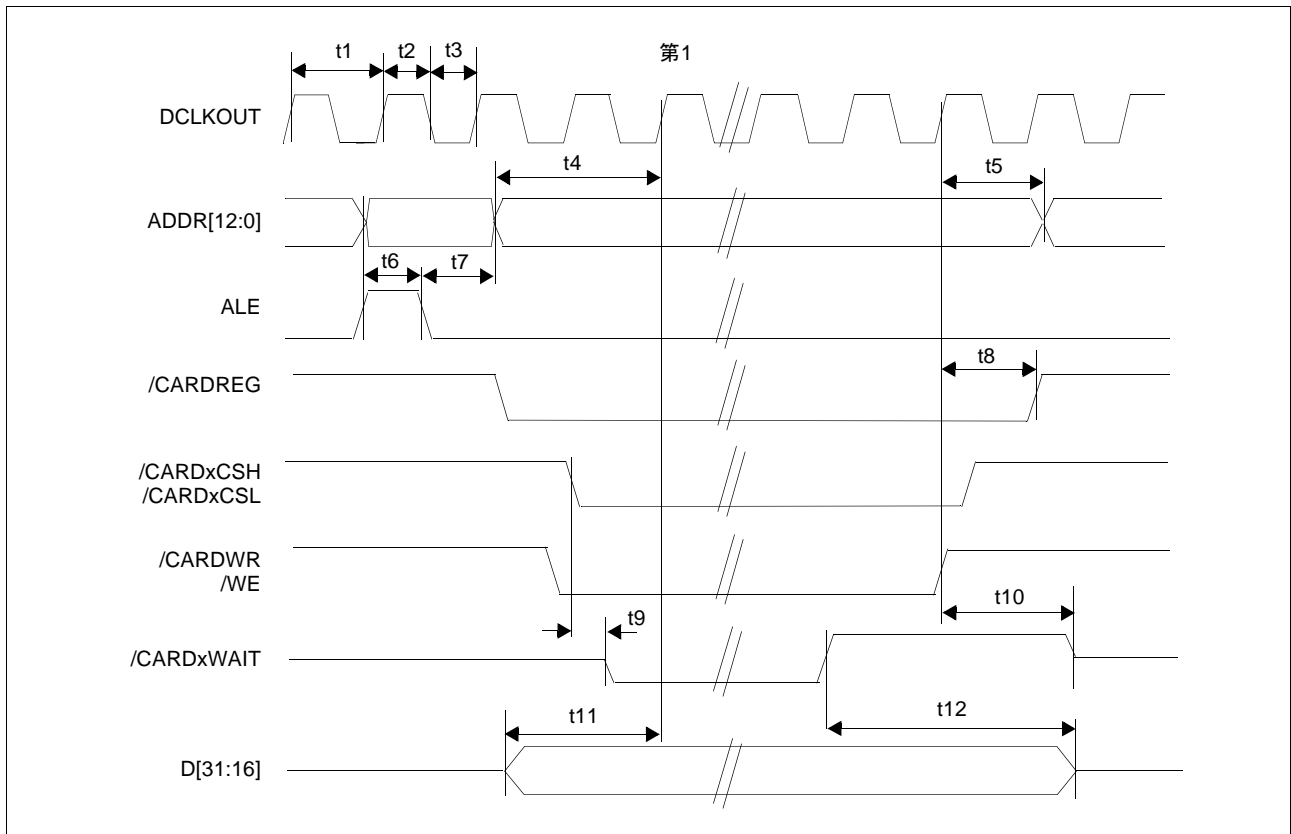 t1
t2
t3
第1
DCLKOUT
t4
t5
ADDR[12:0]
t6
t7
ALE
t8
/CARDREG
/CARDxCSH
/CARDxCSL
/CARDWR
/WE
t10
t9
/CARDxWAIT
t11
t12
D[31:16]